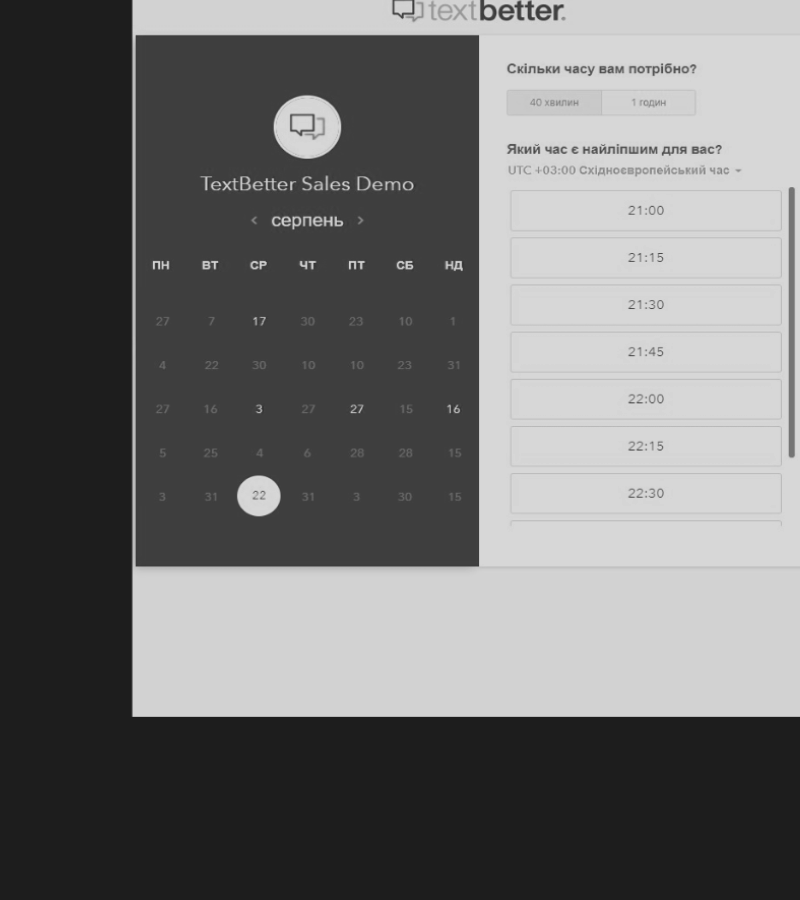 textbetter.
TextBetter Sales Demo
< серпень >
ПН ВТ СР ЧТ ПТ СБ НД
27 7 17 30 23 10 1
4 22 30 10 10 23 31
27 16 3 27 27 15 16
5 25 4 6 28 28 15
3 31 22 31 3 30 15
Скільки часу вам потрібно?
40 хвилин 1 годин
Який час є найліпшим для вас?
UTC +03:00 Східноєвропейський час
21:00
21:15
21:30
21:45
22:00
22:15
22:30